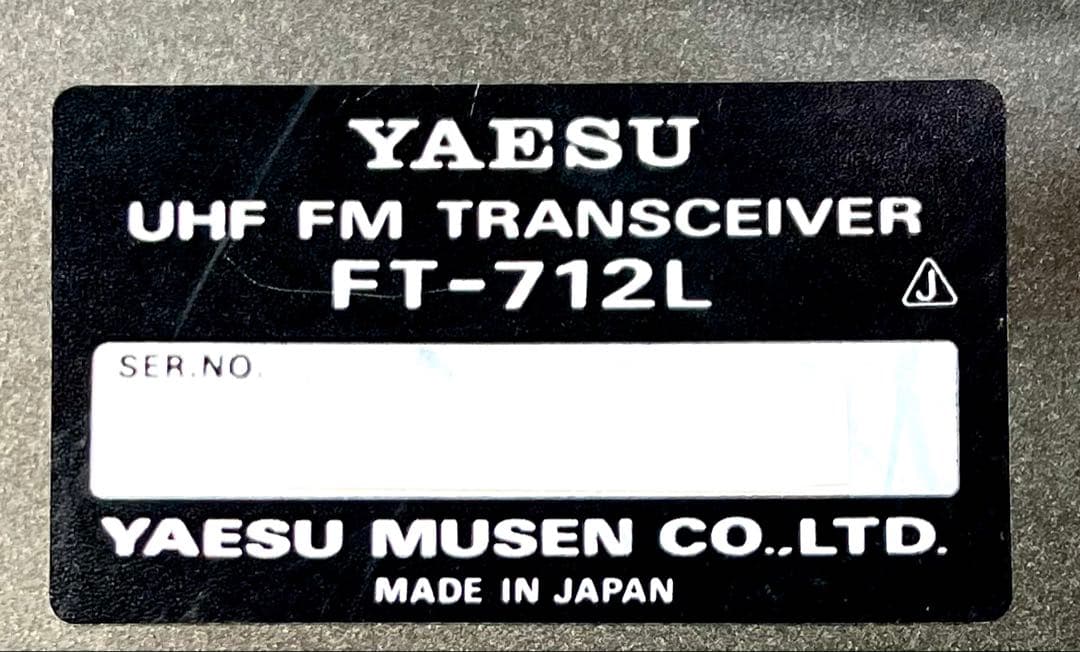 YAESU
UHF FM TRANSCEIVER
FT-712L
J
SER.NO.
YAESU MUSEN CO.,LTD.
MADE IN JAPAN